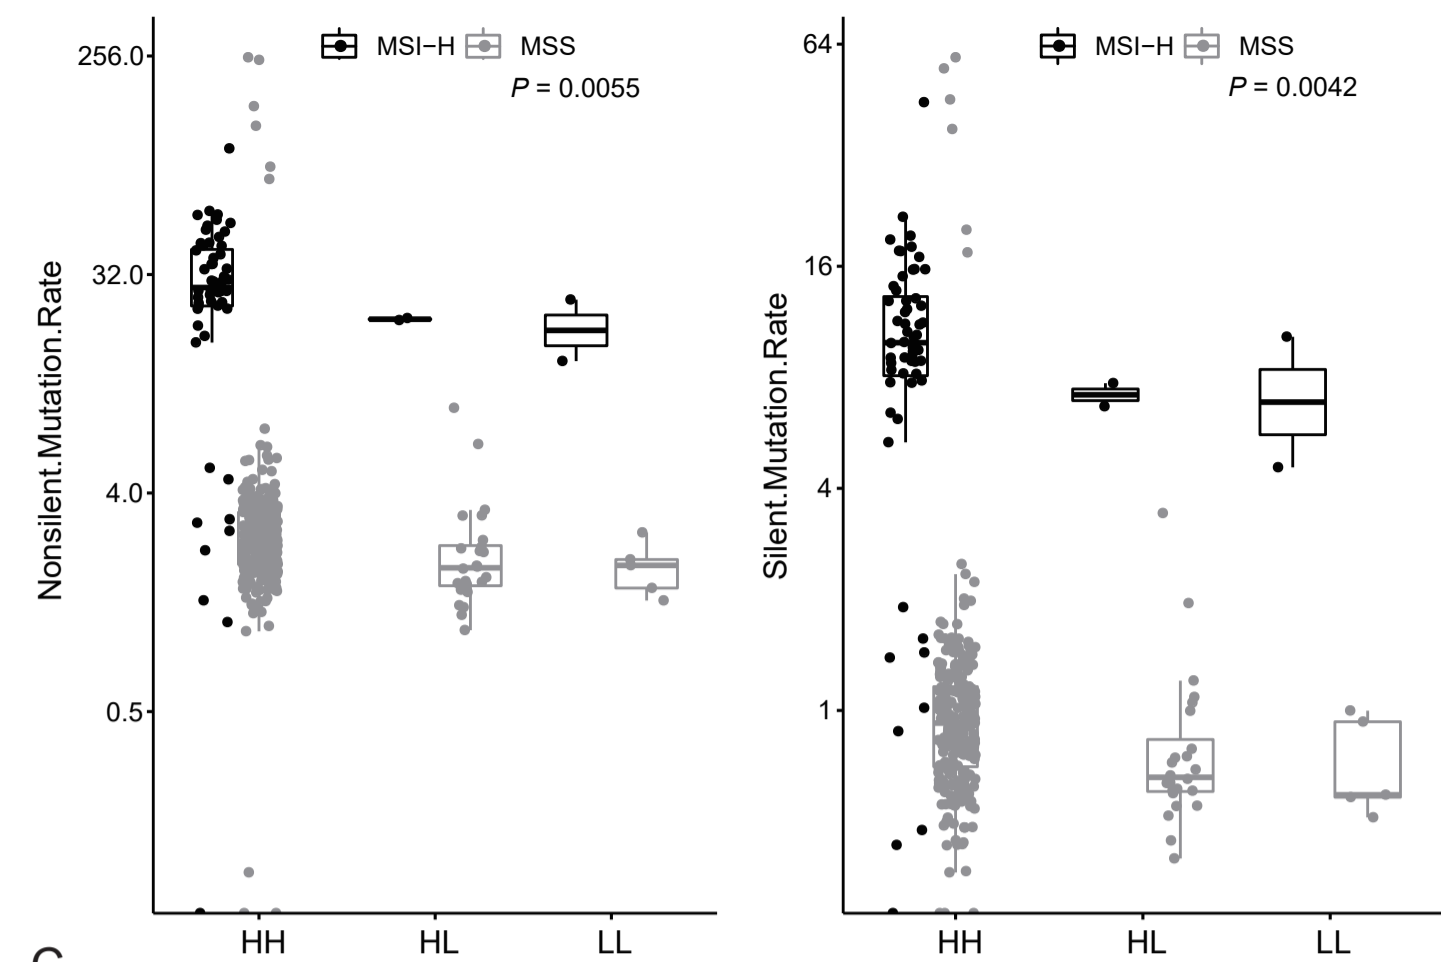 MSI−H MSS
P = 0.0055
Nonsilent.Mutation.Rate
256.0
32.0
4.0
0.5
HH HL LL
MSI−H MSS
P = 0.0042
Silent.Mutation.Rate
64
16
4
1
HH HL LL